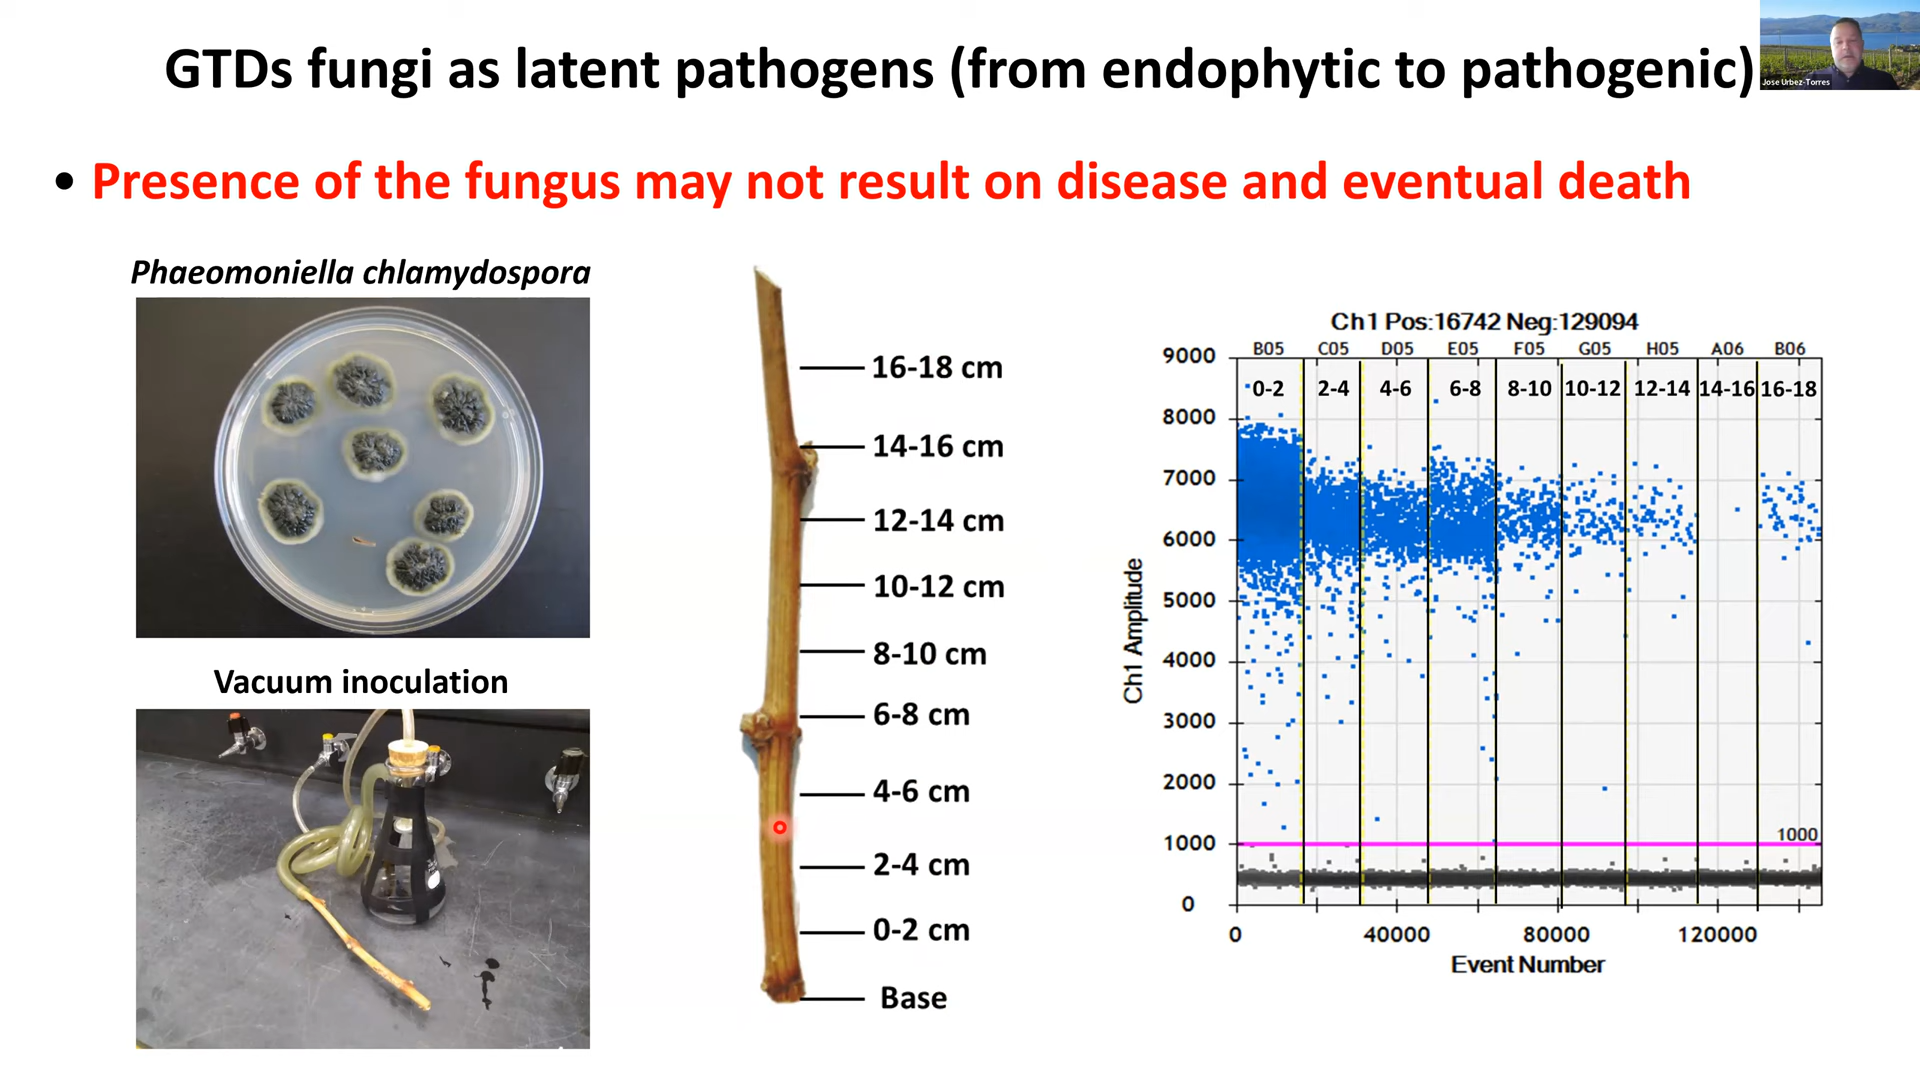 GTDs fungi as latent pathogens (from endophytic to pathogenic)
Jose Urbez-Torres
• Presence of the fungus may not result on disease and eventual death
Phaeomoniella chlamydospora
Vacuum inoculation
16-18 cm
14-16 cm
12-14 cm
10-12 cm
8-10 cm
6-8 cm
4-6 cm
2-4 cm
0-2 cm
Base
Ch1 Pos:16742 Neg:129094
B05 C05 D05 E05 F05 G05 H05 A06 B06
0-2 2-4 4-6 6-8 8-10 10-12 12-14 14-16 16-18
9000
8000
7000
6000
5000
4000
3000
2000
1000
0
1000
Ch1 Amplitude
0 40000 80000 120000
Event Number